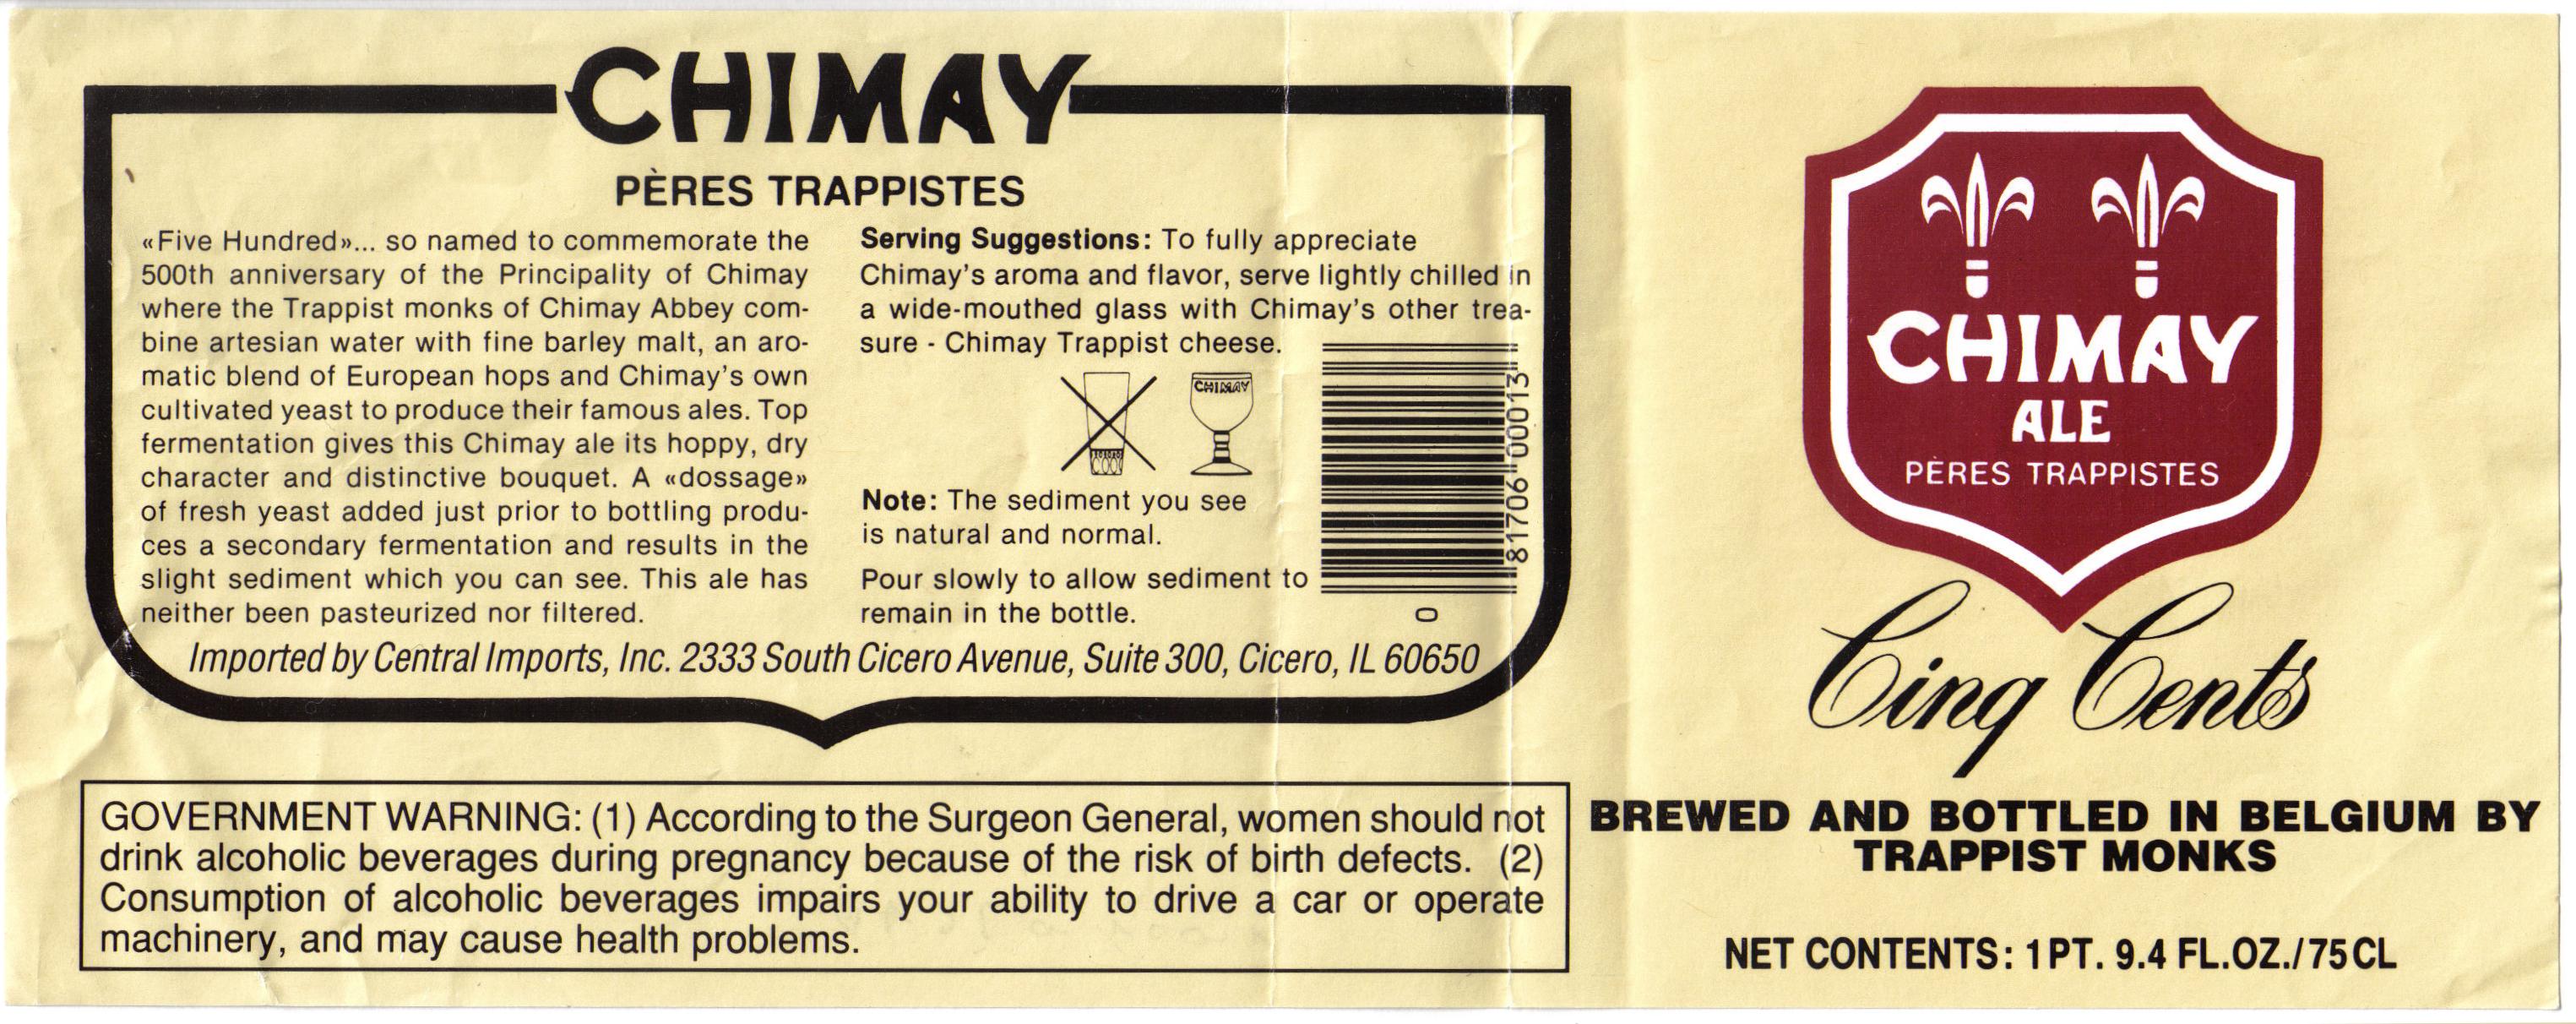 CHIMAY
PÈRES TRAPPISTES
«Five Hundred»... so named to commemorate the
500th anniversary of the Principality of Chimay
where the Trappist monks of Chimay Abbey com-
bine artesian water with fine barley malt, an aro-
matic blend of European hops and Chimay's own
cultivated yeast to produce their famous ales. Top
fermentation gives this Chimay ale its hoppy, dry
character and distinctive bouquet. A «dossage»
of fresh yeast added just prior to bottling produ-
ces a secondary fermentation and results in the
slight sediment which you can see. This ale has
neither been pasteurized nor filtered.
Serving Suggestions: To fully appreciate
Chimay's aroma and flavor, serve lightly chilled in
a wide-mouthed glass with Chimay's other trea-
sure - Chimay Trappist cheese.
CHIMAY
Note: The sediment you see
is natural and normal.
Pour slowly to allow sediment to
remain in the bottle.
0
81706 00013
Imported by Central Imports, Inc. 2333 South Cicero Avenue, Suite 300, Cicero, IL 60650
GOVERNMENT WARNING: (1) According to the Surgeon General, women should not
drink alcoholic beverages during pregnancy because of the risk of birth defects. (2)
Consumption of alcoholic beverages impairs your ability to drive a car or operate
machinery, and may cause health problems.
CHIMAY
ALE
PÈRES TRAPPISTES
Cinq Cents
BREWED AND BOTTLED IN BELGIUM BY
TRAPPIST MONKS
NET CONTENTS: 1 PT. 9.4 FL.OZ./75 CL